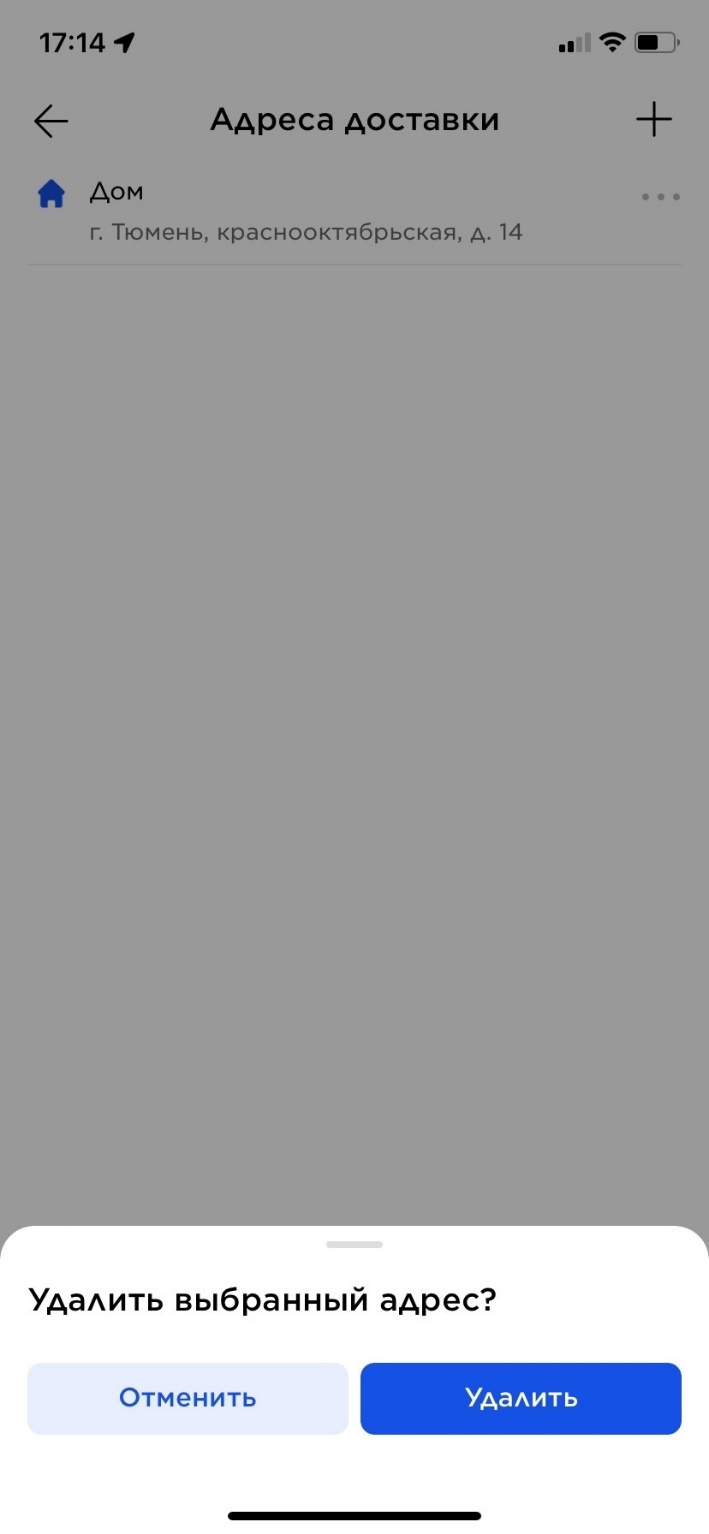 17:14
Адреса доставки
Дом
г. Тюмень, краснооктябрьская, д. 14
Удалить выбранный адрес?
Отменить
Удалить